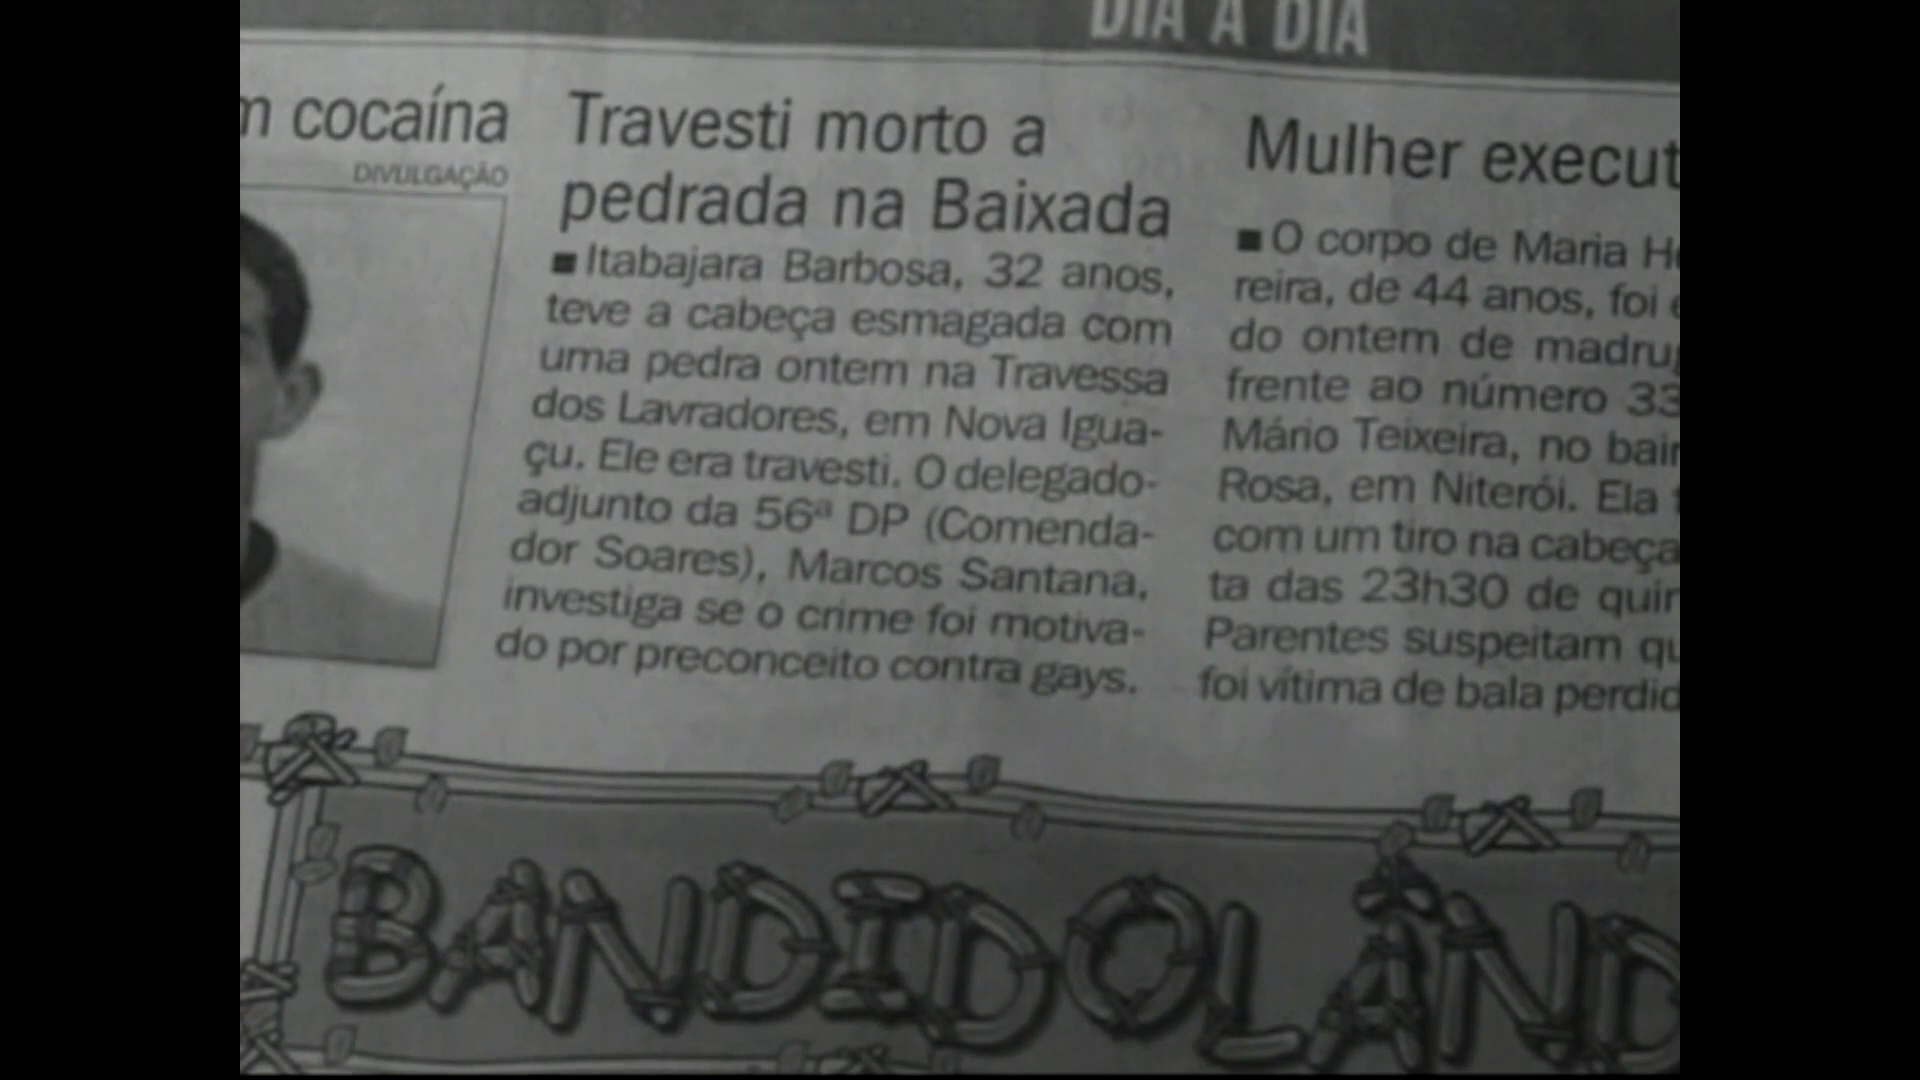 DIA A DIA
cocaína
DIVULGAÇÃO
Travesti morto a
pedrada na Baixada
■ Itabajara Barbosa, 32 anos,
teve a cabeça esmagada com
uma pedra ontem na Travessa
dos Lavradores, em Nova Igua-
çu. Ele era travesti. O delegado-
adjunto da 56ª DP (Comenda-
dor Soares), Marcos Santana,
investiga se o crime foi motiva-
do por preconceito contra gays.
Mulher execut
■ O corpo de Maria He
reira, de 44 anos, foi e
do ontem de madrug
frente ao número 33
Mário Teixeira, no bair
Rosa, em Niterói. Ela
com um tiro na cabeça
ta das 23h30 de quin
Parentes suspeitam qu
foi vítima de bala perdid
BANDIDOLÂND